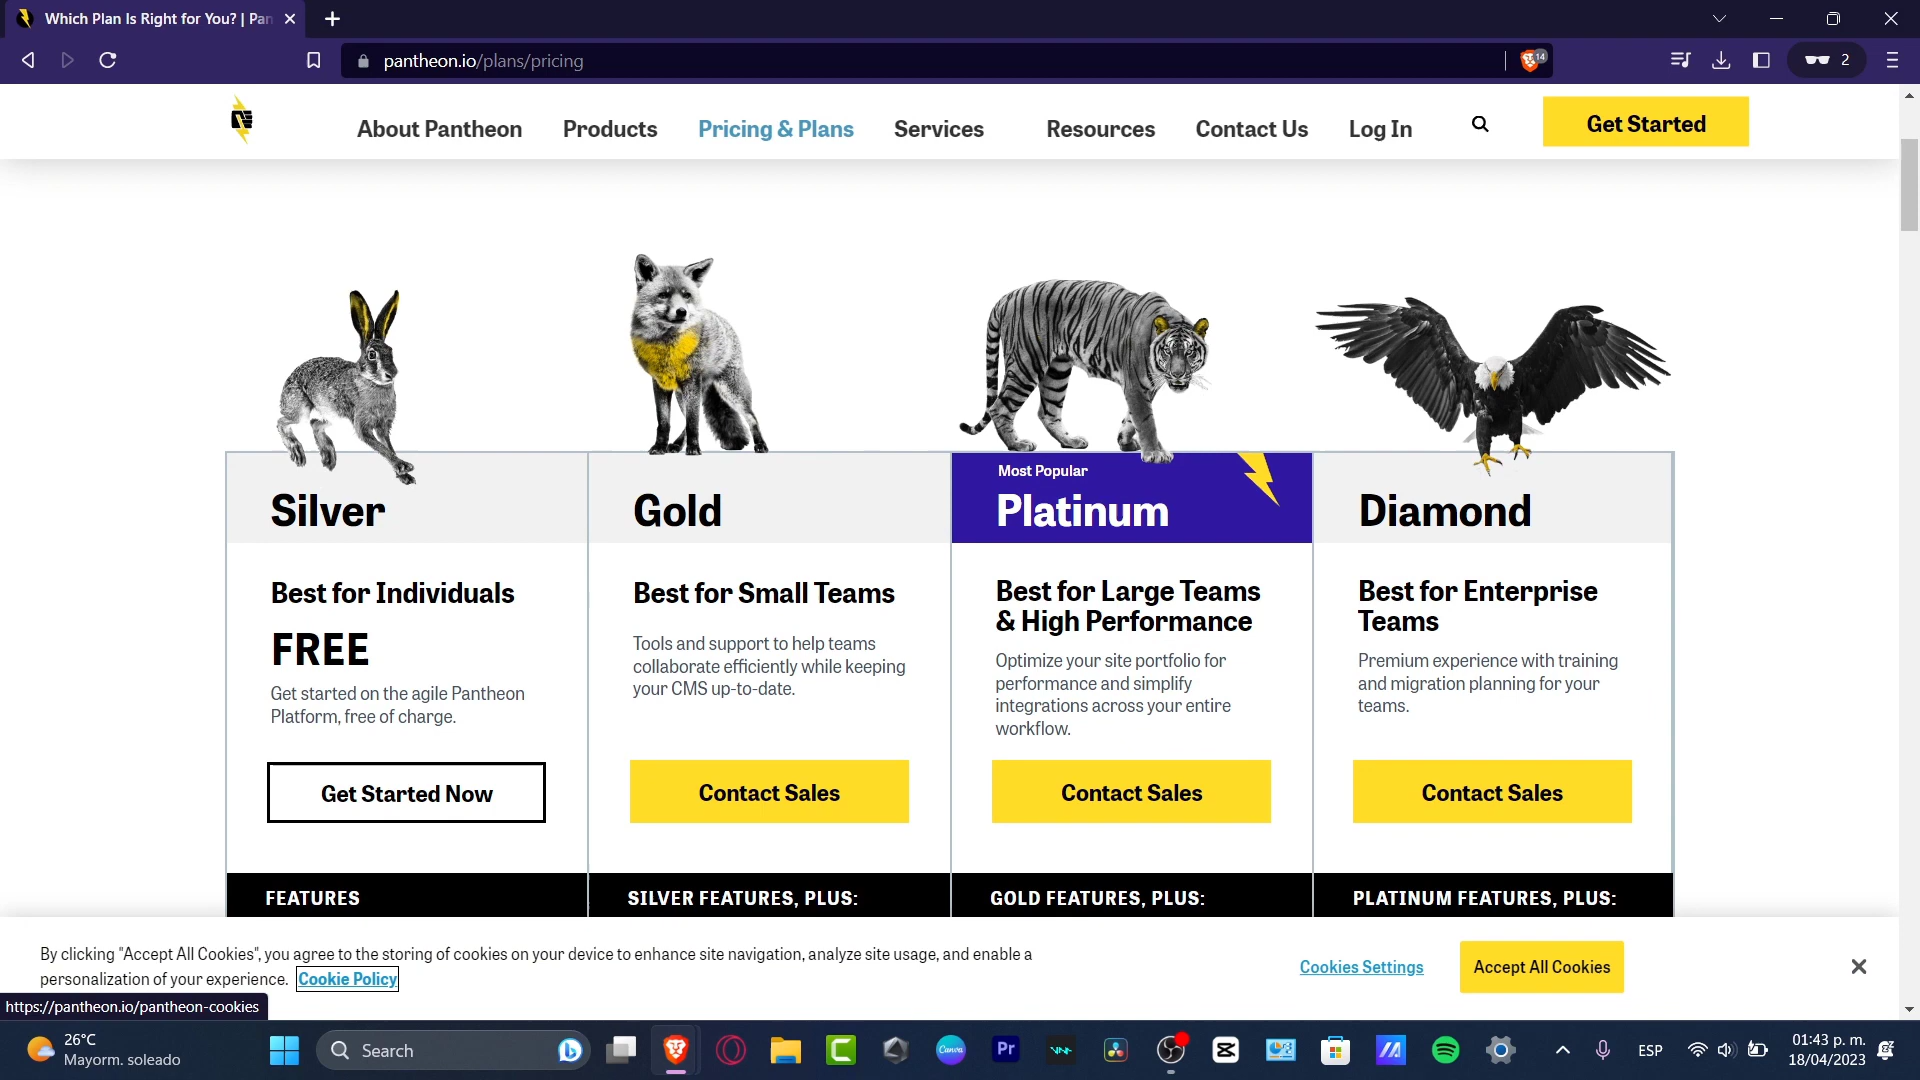 Which Plan Is Right for You? | Pan
pantheon.io/plans/pricing
14
2
About Pantheon
Products
Pricing & Plans
Services
Resources
Contact Us
Log In
Get Started
Silver
Gold
Most Popular
Platinum
Diamond
Best for Individuals
FREE
Get started on the agile Pantheon
Platform, free of charge.
Get Started Now
Best for Small Teams
Tools and support to help teams
collaborate efficiently while keeping
your CMS up-to-date.
Contact Sales
Best for Large Teams
& High Performance
Optimize your site portfolio for
performance and simplify
integrations across your entire
workflow.
Contact Sales
Best for Enterprise
Teams
Premium experience with training
and migration planning for your
teams.
Contact Sales
FEATURES
SILVER FEATURES, PLUS:
GOLD FEATURES, PLUS:
PLATINUM FEATURES, PLUS:
By clicking "Accept All Cookies", you agree to the storing of cookies on your device to enhance site navigation, analyze site usage, and enable a
personalization of your experience. Cookie Policy
Cookies Settings
Accept All Cookies
https://pantheon.io/pantheon-cookies
26°C
Mayorm. soleado
Search
Canva
Pr
ESP
01:43 p. m.
18/04/2023